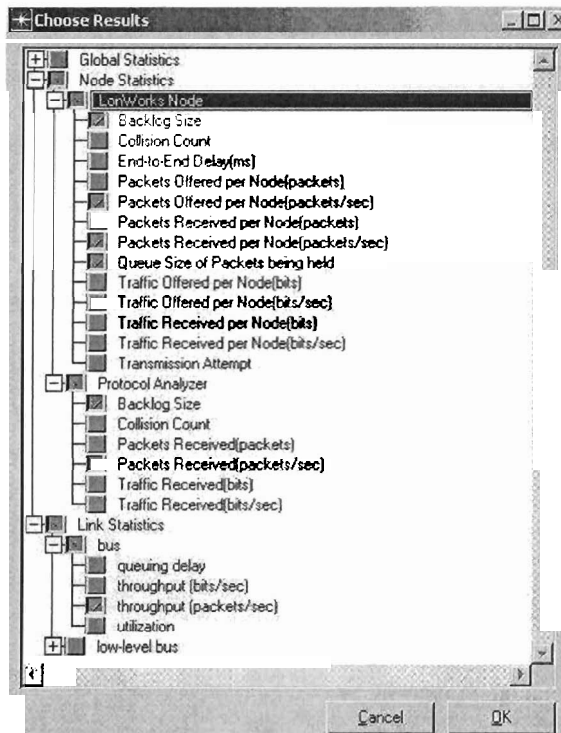 Choose Results
Global Statistics
Node Statistics
LonWorks Node
Backlog Size
Collision Count
End-to-End Delay(ms)
Packets Offered per Node(packets)
Packets Offered per Node(packets/sec)
Packets Received per Node(packets)
Packets Received per Node(packets/sec)
Queue Size of Packets being held
Traffic Offered per Node(bits)
Traffic Offered per Node(bits/sec)
Traffic Received per Node(bits)
Traffic Received per Node(bits/sec)
Transmission Attempt
Protocol Analyzer
Backlog Size
Collision Count
Packets Received(packets)
Packets Received(packets/sec)
Traffic Received(bits)
Traffic Received(bits/sec)
Link Statistics
bus
queuing delay
throughput (bits/sec)
throughput (packets/sec)
utilization
low-level bus
Cancel OK